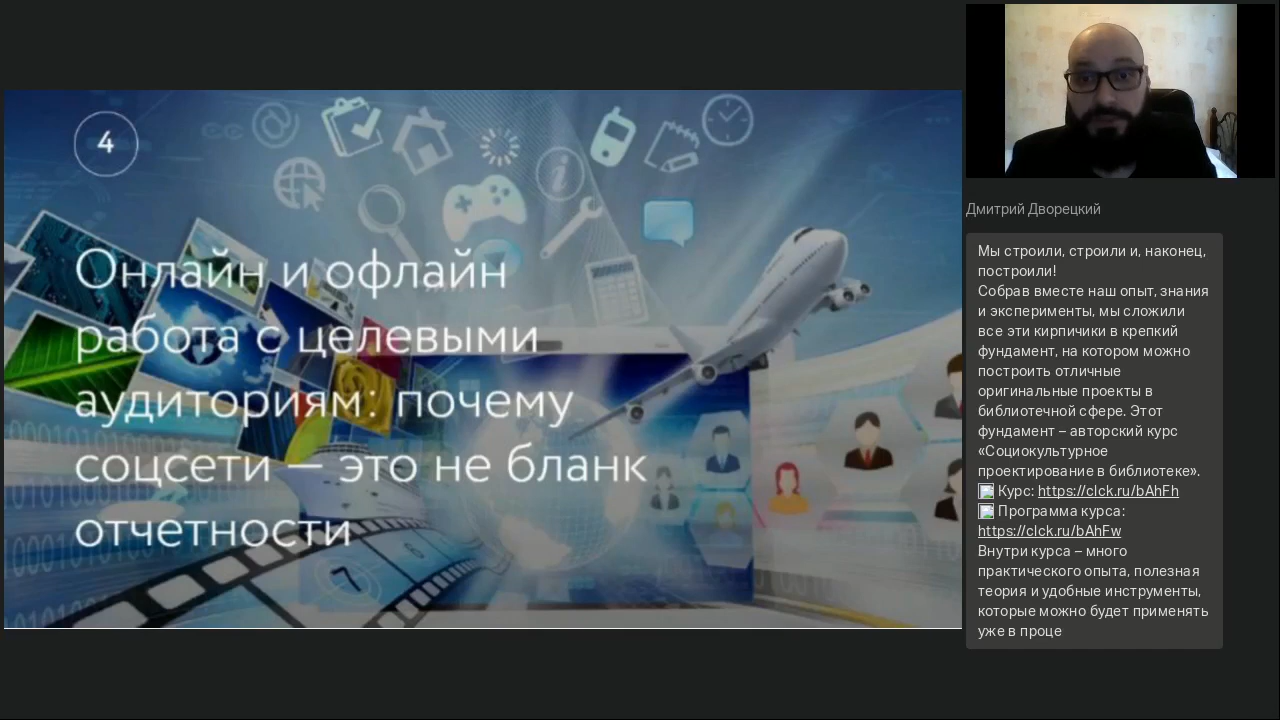 4
Онлайн и офлайн
работа с целевыми
аудиториям: почему
соцсети – это не бланк
отчетности
Дмитрий Дворецкий
Мы строили, строили и, наконец,
построили!
Собрав вместе наш опыт, знания
и эксперименты, мы сложили
все эти кирпичики в крепкий
фундамент, на котором можно
построить отличные
оригинальные проекты в
библиотечной сфере. Этот
фундамент – авторский курс
«Социокультурное
проектирование в библиотеке».
Курс: https://clck.ru/bAhFh
Программа курса:
https://clck.ru/bAhFw
Внутри курса – много
практического опыта, полезная
теория и удобные инструменты,
которые можно будет применять
уже в проце